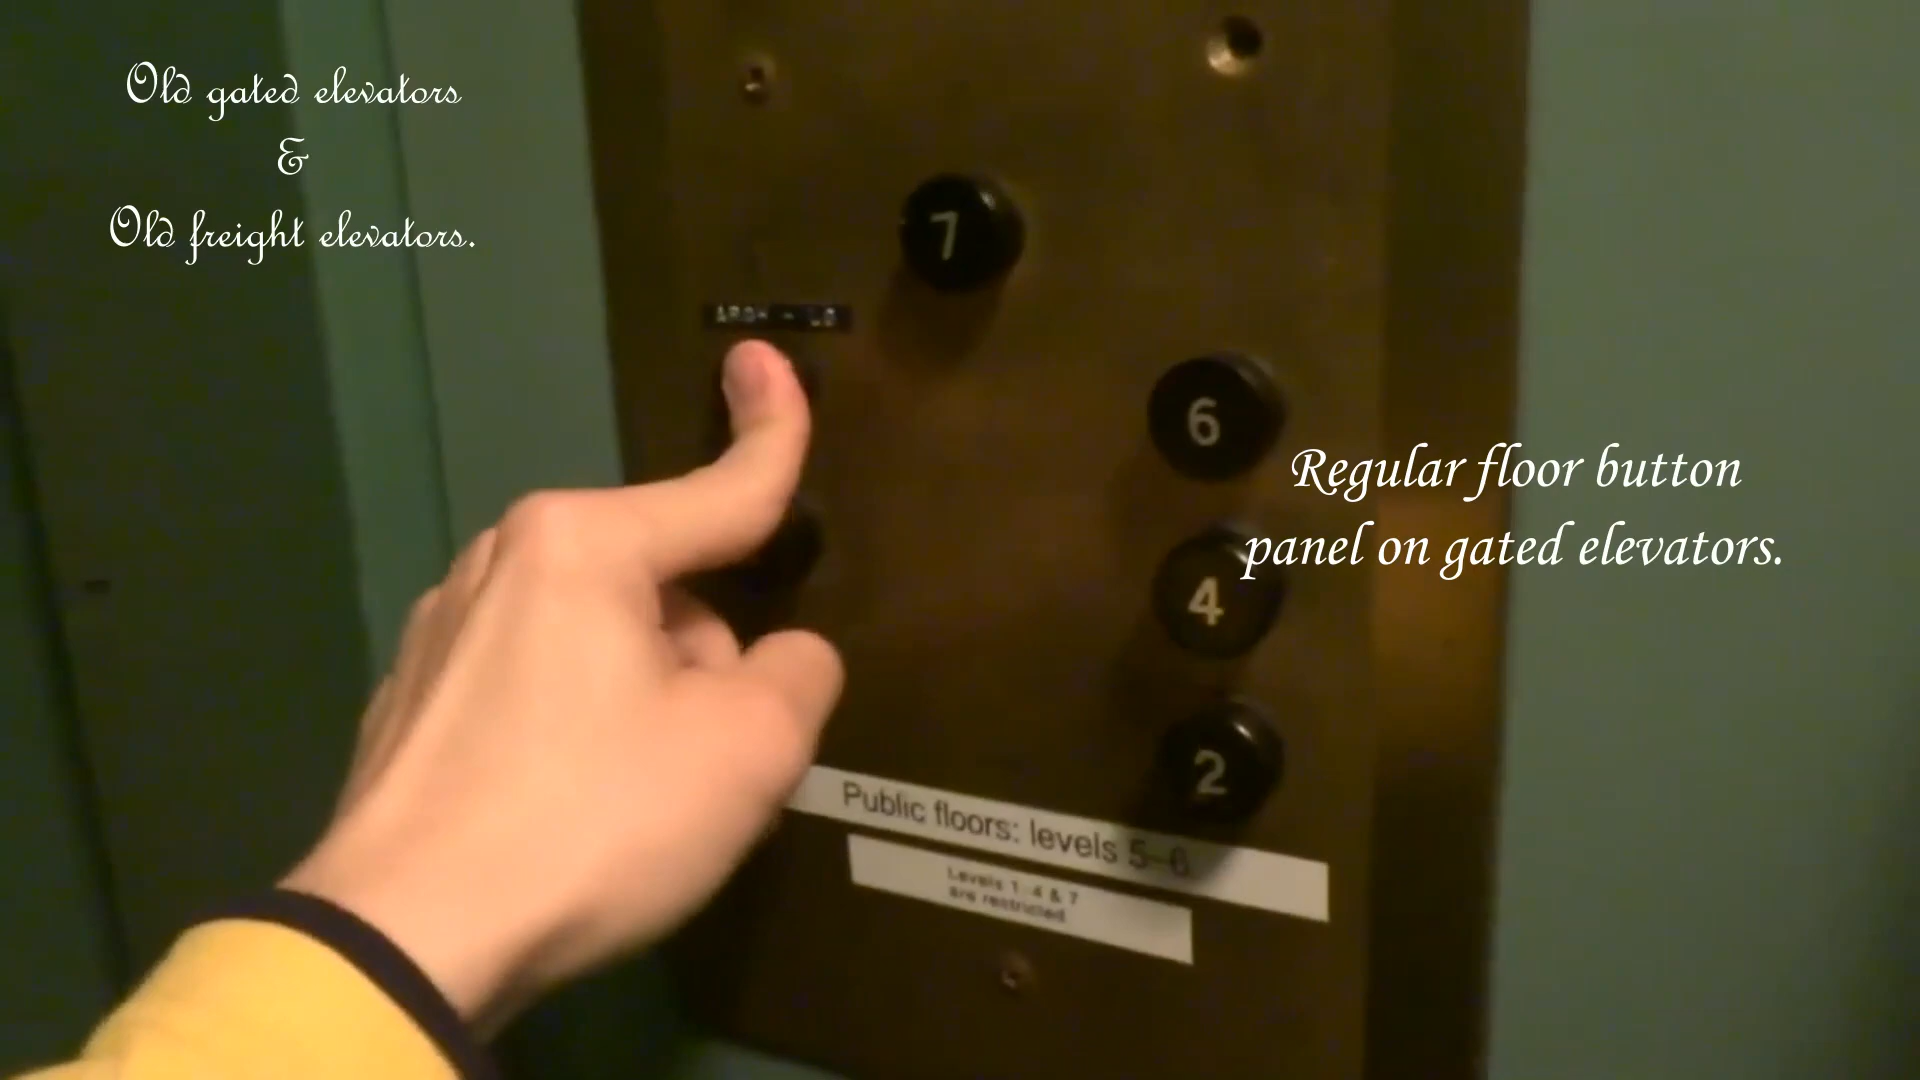 Old gated elevators
&
Old freight elevators.
7
6
Regular floor button
panel on gated elevators.
4
2
Public floors: levels 5-6
Levels 1-4 & 7
are restricted